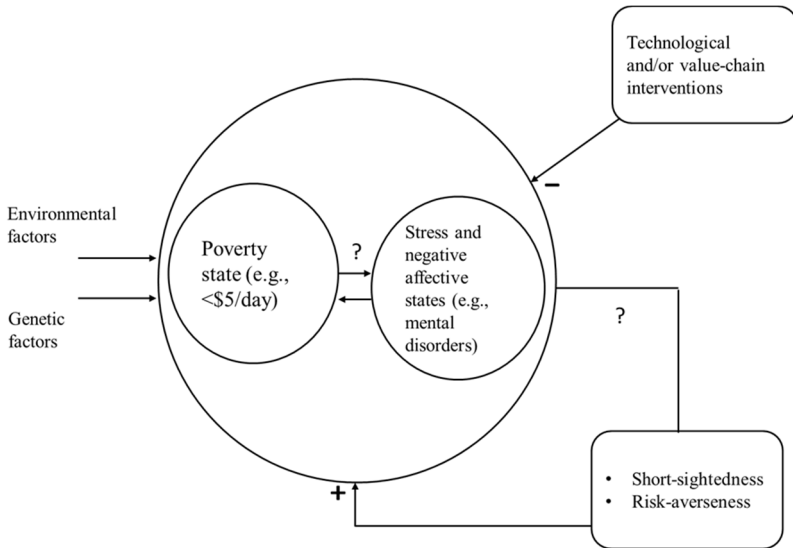 Technological
and/or value-chain
interventions
−
Environmental
factors
Genetic
factors
Poverty
state (e.g.,
<$5/day)
?
Stress and
negative
affective
states (e.g.,
mental
disorders)
?
+
• Short-sightedness
• Risk-averseness